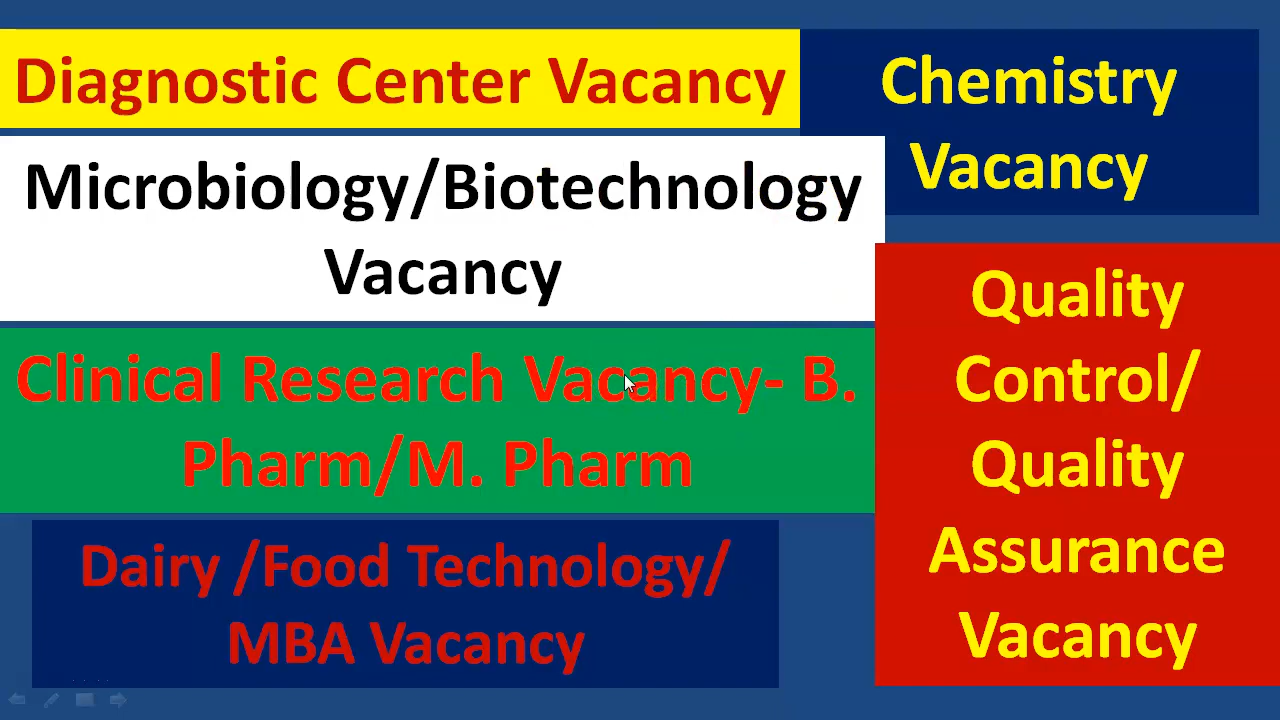 Diagnostic Center Vacancy
Chemistry
Vacancy
Microbiology/Biotechnology
Vacancy
Clinical Research Vacancy- B.
Pharm/M. Pharm
Quality
Control/
Quality
Assurance
Vacancy
Dairy /Food Technology/
MBA Vacancy